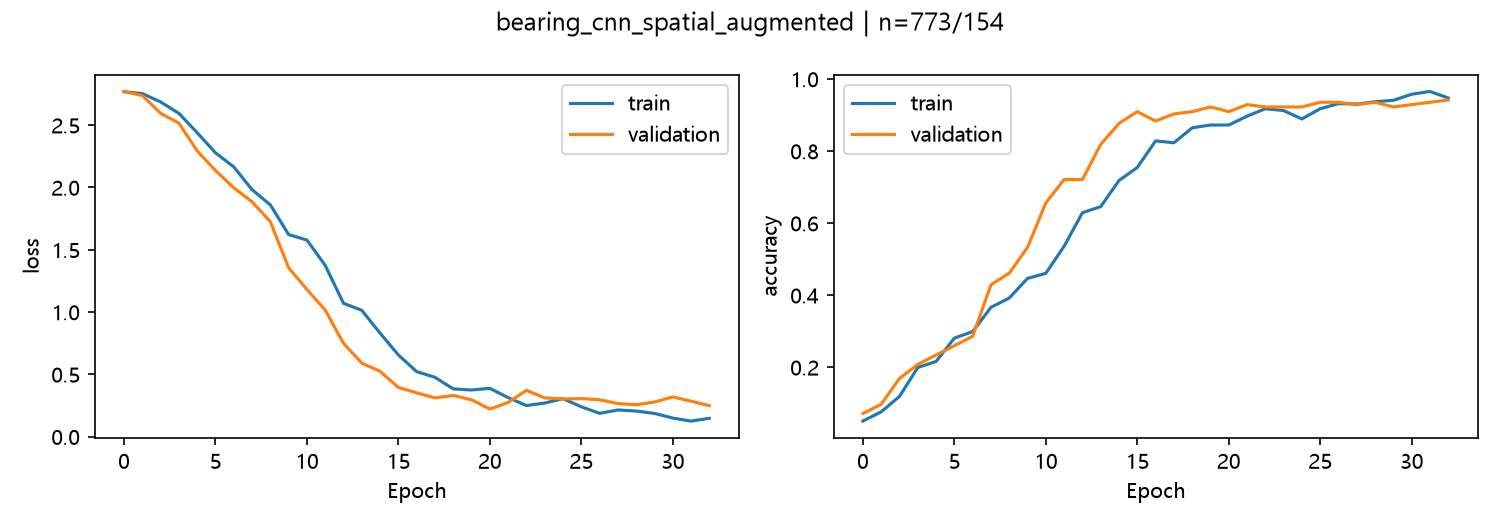 bearing_cnn_spatial_augmented | n=773/154
train
validation
loss
2.5
2.0
1.5
1.0
0.5
0.0
0 5 10 15 20 25 30
Epoch
train
validation
accuracy
1.0
0.8
0.6
0.4
0.2
0 5 10 15 20 25 30
Epoch